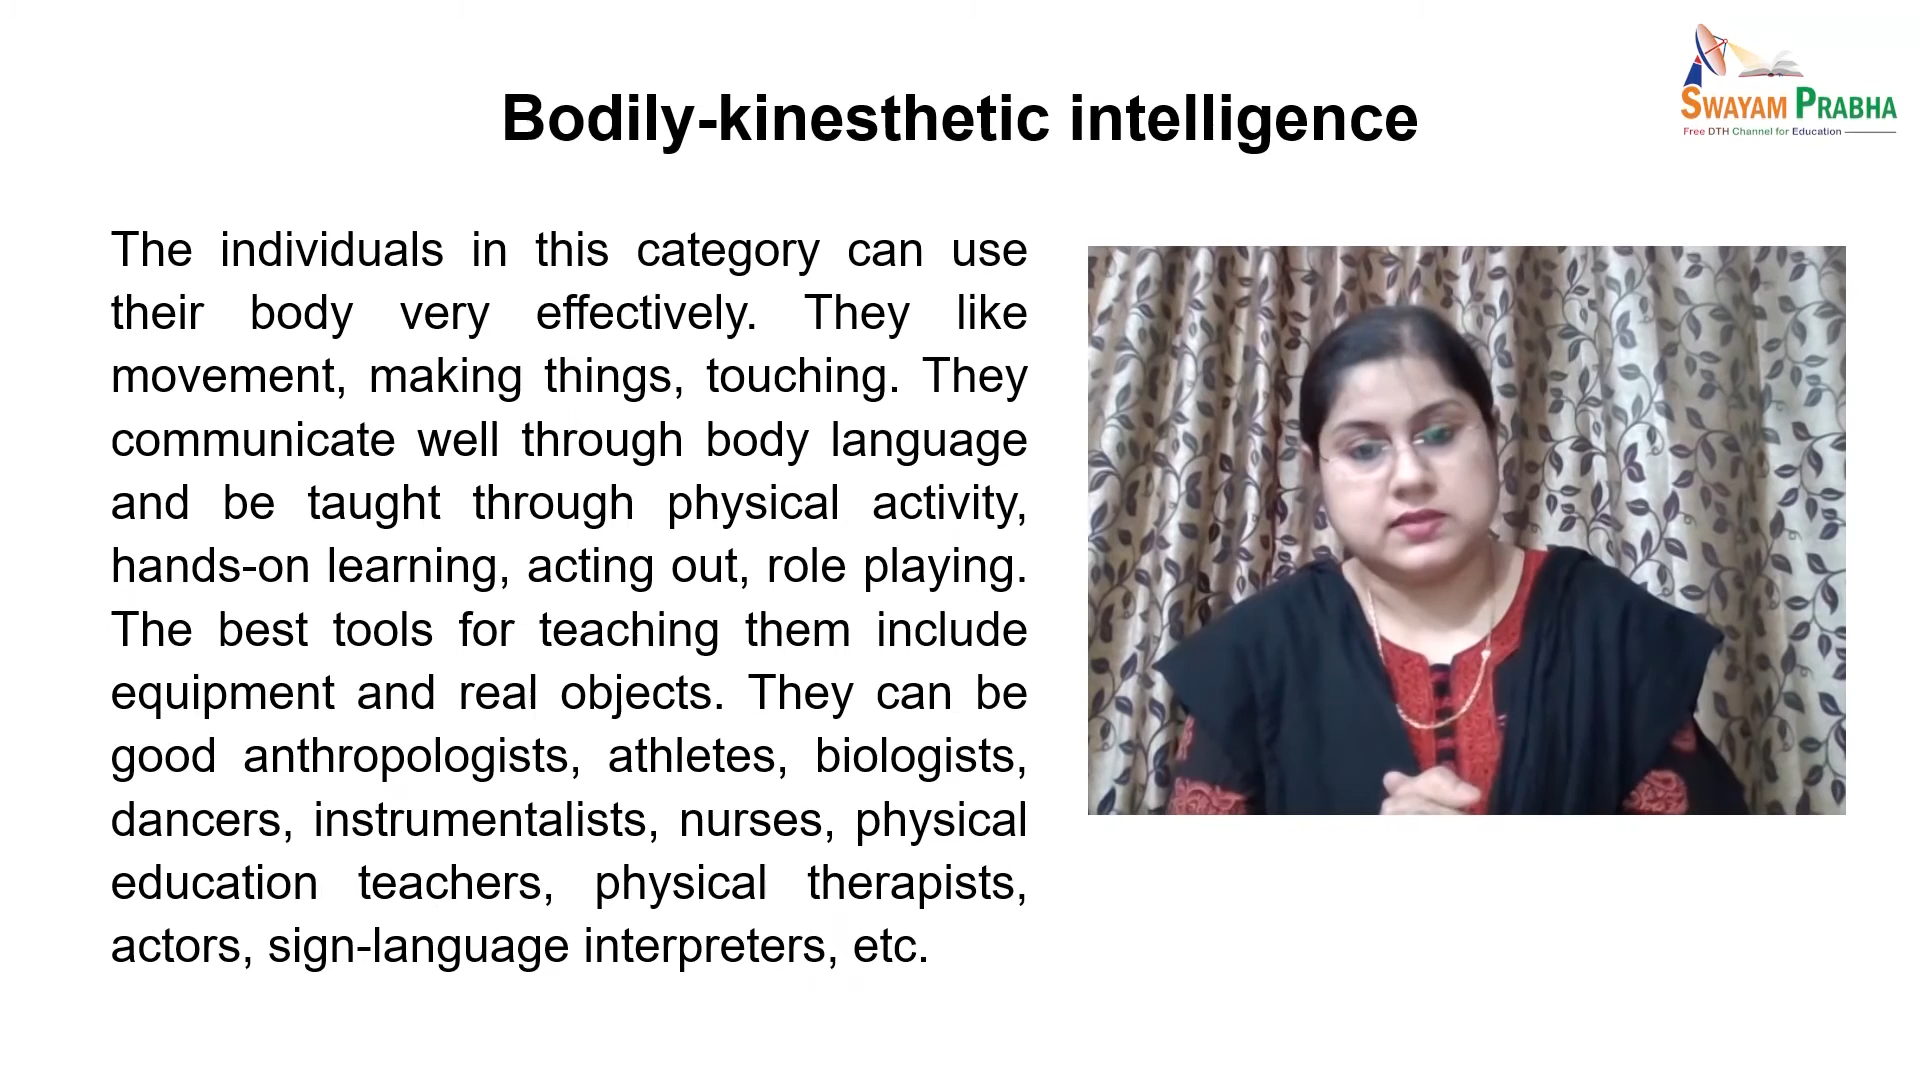 Bodily-kinesthetic intelligence
SWAYAM PRABHA
Free DTH Channel for Education
The individuals in this category can use
their body very effectively. They like
movement, making things, touching. They
communicate well through body language
and be taught through physical activity,
hands-on learning, acting out, role playing.
The best tools for teaching them include
equipment and real objects. They can be
good anthropologists, athletes, biologists,
dancers, instrumentalists, nurses, physical
education teachers, physical therapists,
actors, sign-language interpreters, etc.